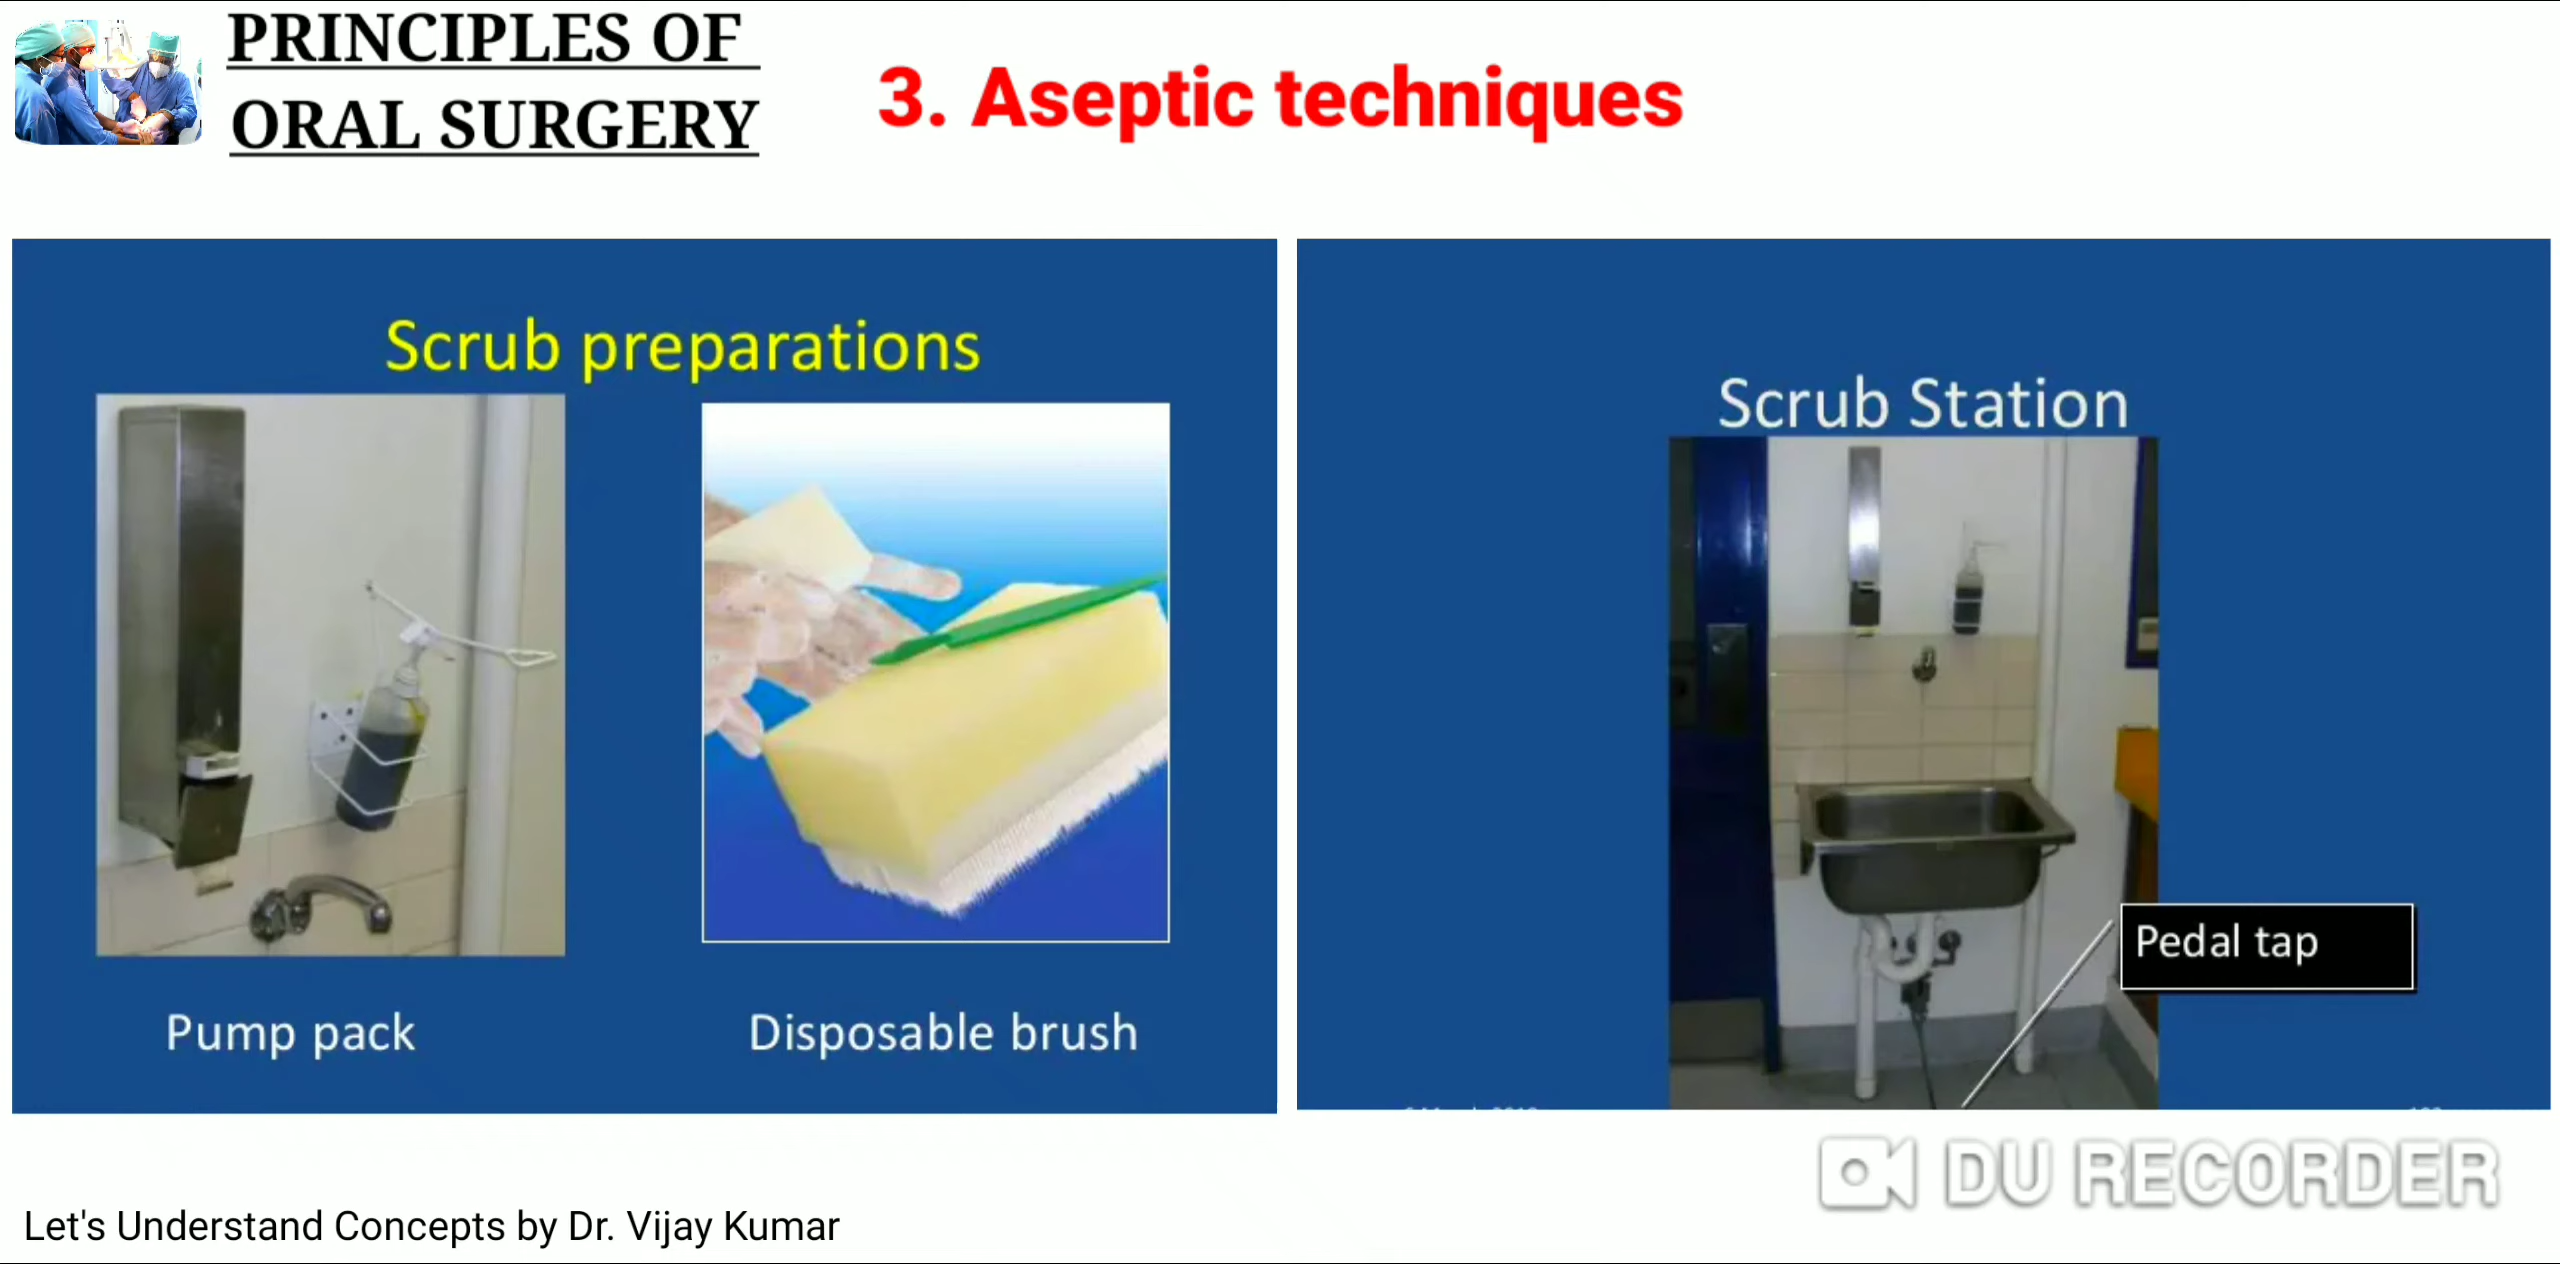 PRINCIPLES OF
ORAL SURGERY
3. Aseptic techniques
Scrub preparations
Pump pack
Disposable brush
Scrub Station
Pedal tap
DU RECORDER
Let's Understand Concepts by Dr. Vijay Kumar